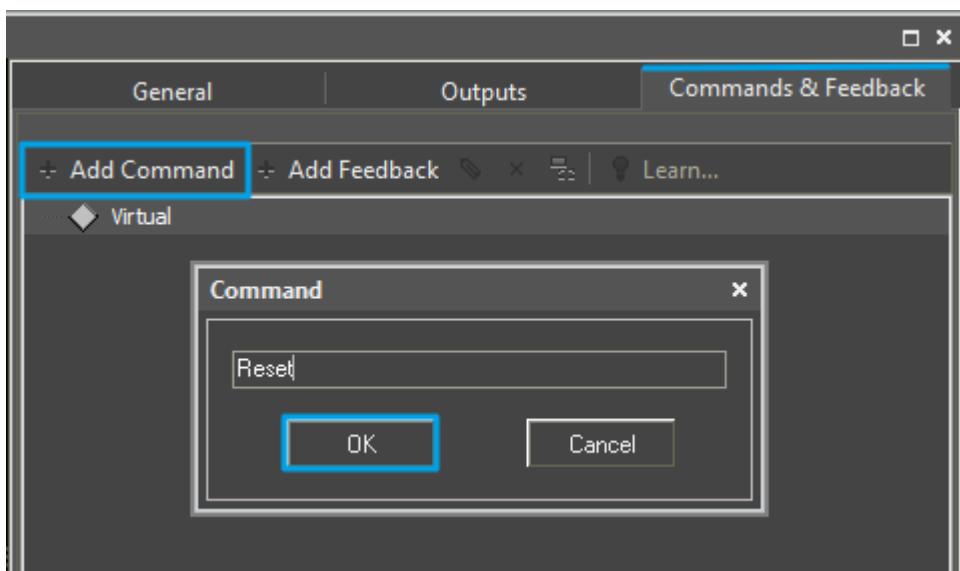 General Outputs Commands & Feedback
Add Command Add Feedback Learn...
Virtual
Command
Reset
OK Cancel